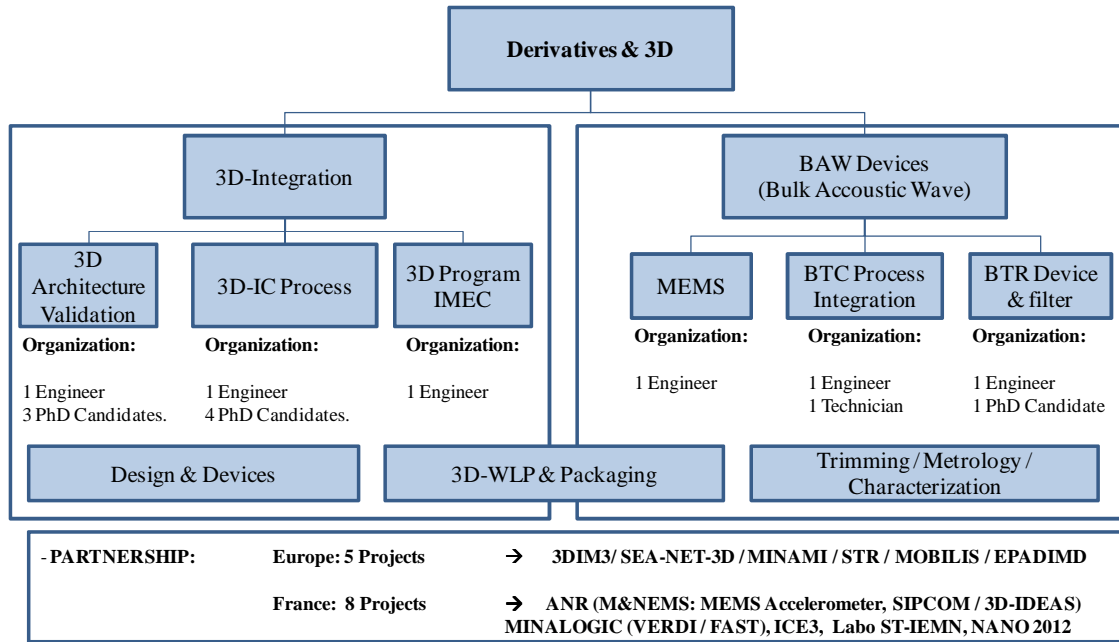 Derivatives & 3D
3D-Integration
BAW Devices
(Bulk Accoustic Wave)
3D
Architecture
Validation
3D-IC Process
3D Program
IMEC
MEMS
BTC Process
Integration
BTR Device
& filter
Organization:
1 Engineer
3 PhD Candidates.
Organization:
1 Engineer
4 PhD Candidates.
Organization:
1 Engineer
Organization:
1 Engineer
Organization:
1 Engineer
1 Technician
Organization:
1 Engineer
1 PhD Candidate
Design & Devices
3D-WLP & Packaging
Trimming / Metrology /
Characterization
- PARTNERSHIP: Europe: 5 Projects → 3DIM3/ SEA-NET-3D / MINAMI / STR / MOBILIS / EPADIMD
France: 8 Projects → ANR (M&NEMS: MEMS Accelerometer, SIPCOM / 3D-IDEAS)
MINALOGIC (VERDI / FAST), ICE3, Labo ST-IEMN, NANO 2012